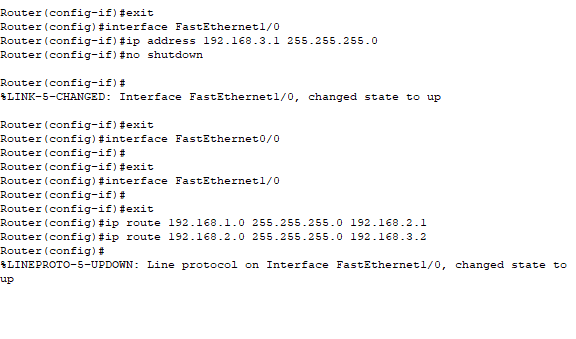 Router(config-if)#exit
Router(config)#interface FastEthernet1/0
Router(config-if)#ip address 192.168.3.1 255.255.255.0
Router(config-if)#no shutdown
Router(config-if)#
%LINK-5-CHANGED: Interface FastEthernet1/0, changed state to up
Router(config-if)#exit
Router(config)#interface FastEthernet0/0
Router(config-if)#
Router(config-if)#exit
Router(config)#interface FastEthernet1/0
Router(config-if)#
Router(config-if)#exit
Router(config)#ip route 192.168.1.0 255.255.255.0 192.168.2.1
Router(config)#ip route 192.168.2.0 255.255.255.0 192.168.3.2
Router(config)#
%LINEPROTO-5-UPDOWN: Line protocol on Interface FastEthernet1/0, changed state to
up